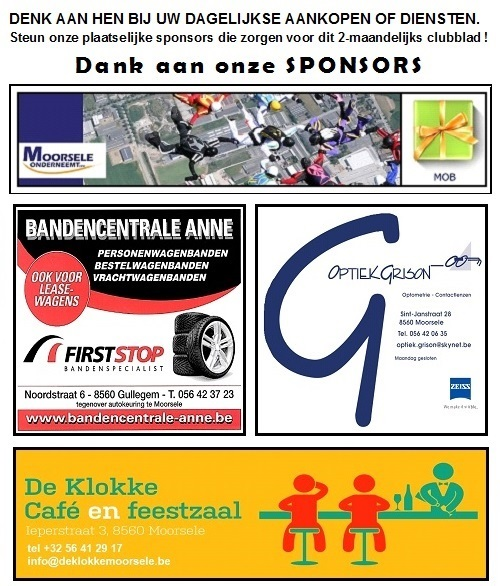 DENK AAN HEN BIJ UW DAGELIJKSE AANKOPEN OF DIENSTEN.
Steun onze plaatselijke sponsors die zorgen voor dit 2-maandelijks clubblad !
Dank aan onze SPONSORS
MOORSELE
ONDERNEEMT
MOB
BANDENCENTRALE ANNE
PERSONENWAGENBANDEN
BESTELWAGENBANDEN
VRACHTWAGENBANDEN
OOK VOOR
LEASE-
WAGENS
FIRSTSTOP
BANDENSPECIALIST
Noordstraat 6 - 8560 Gullegem - T. 056 42 37 23
tegenover autokeuring te Moorsele
www.bandencentrale-anne.be
G
OPTIEK GRISON
Optometrie - Contactlenzen
Sint-Janstraat 28
8560 Moorsele
Tel. 056 42 06 35
optiek.grison@skynet.be
Maandag gesloten
ZEISS
De Klokke
Café en feestzaal
Ieperstraat 3, 8560 Moorsele
tel +32 56 41 29 17
info@deklokkemoorsele.be